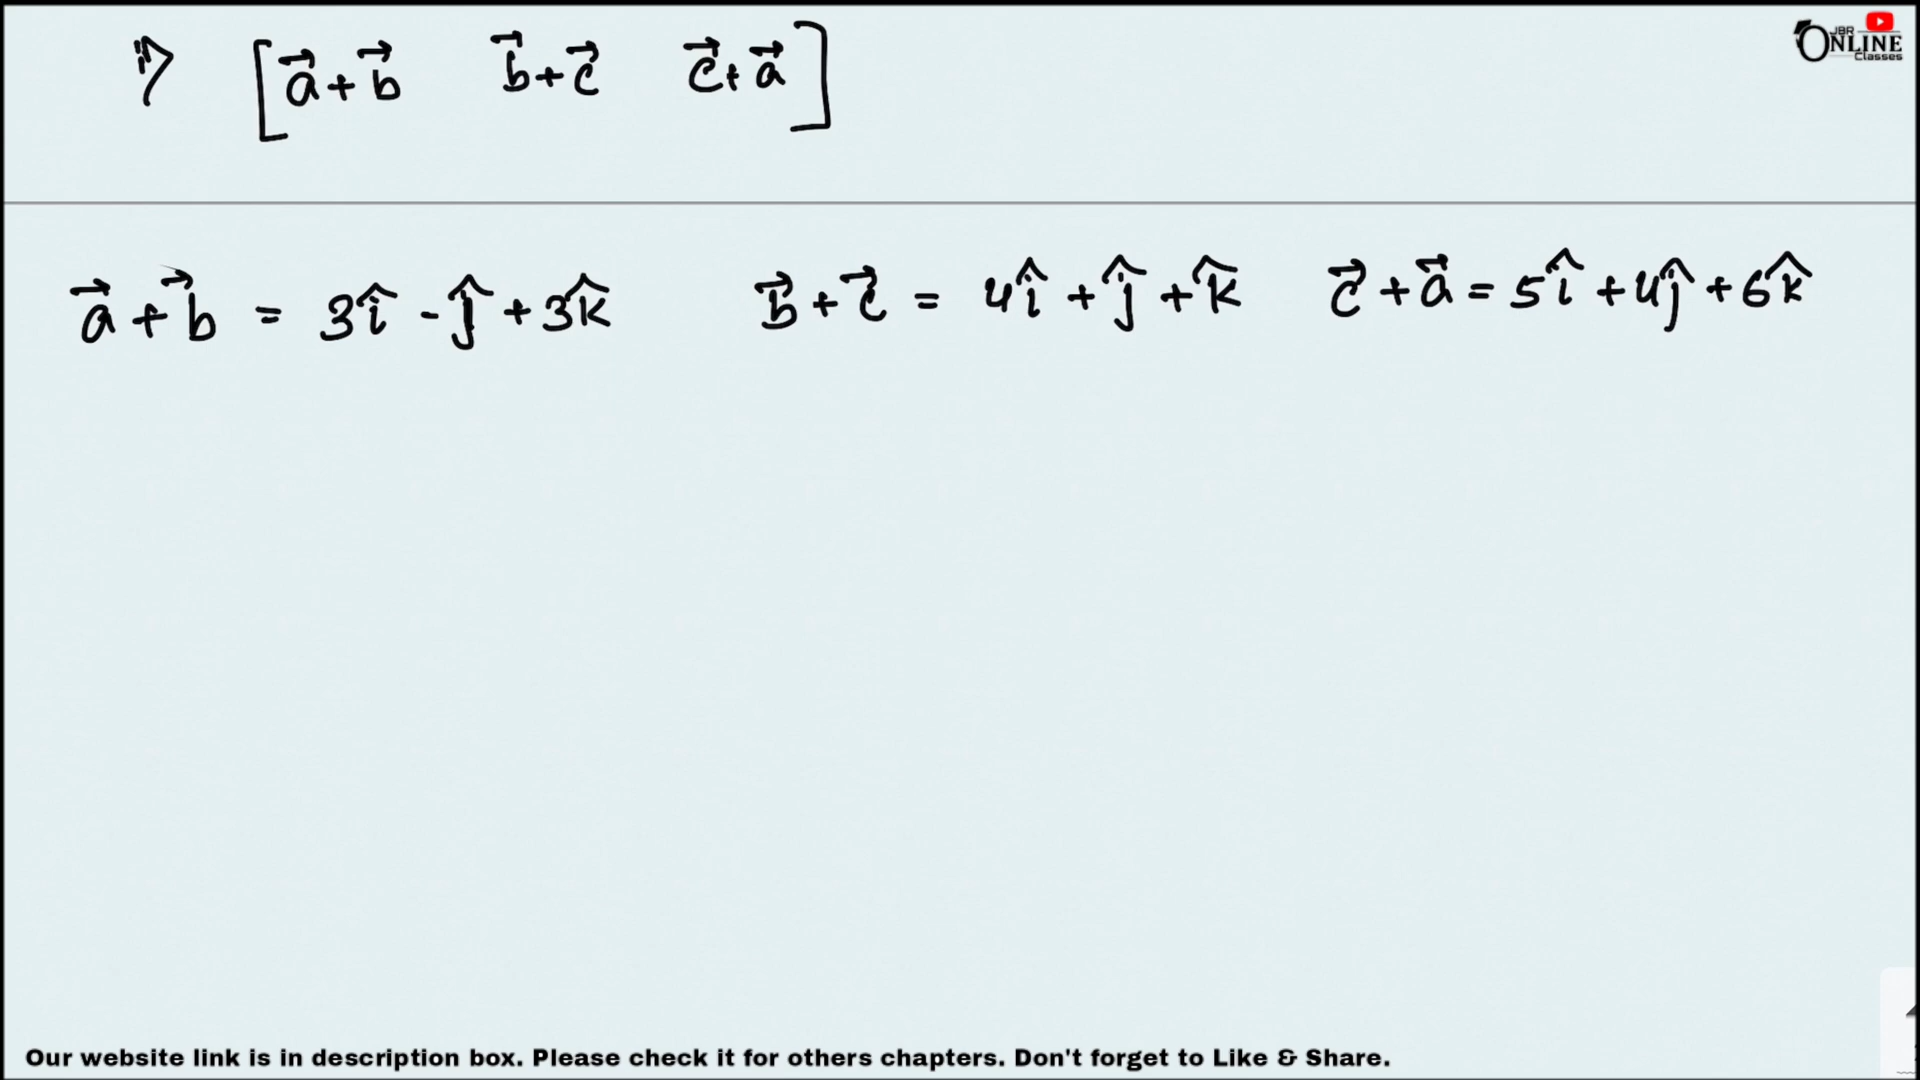 i) [a⃗+b⃗ b⃗+c⃗ c⃗+a⃗]
JBR
ONLINE
Classes
a⃗+b⃗ = 3î - ĵ + 3k̂ b⃗+c⃗ = 4î + ĵ + k̂ c⃗+a⃗ = 5î + 4ĵ + 6k̂
Our website link is in description box. Please check it for others chapters. Don't forget to Like & Share.